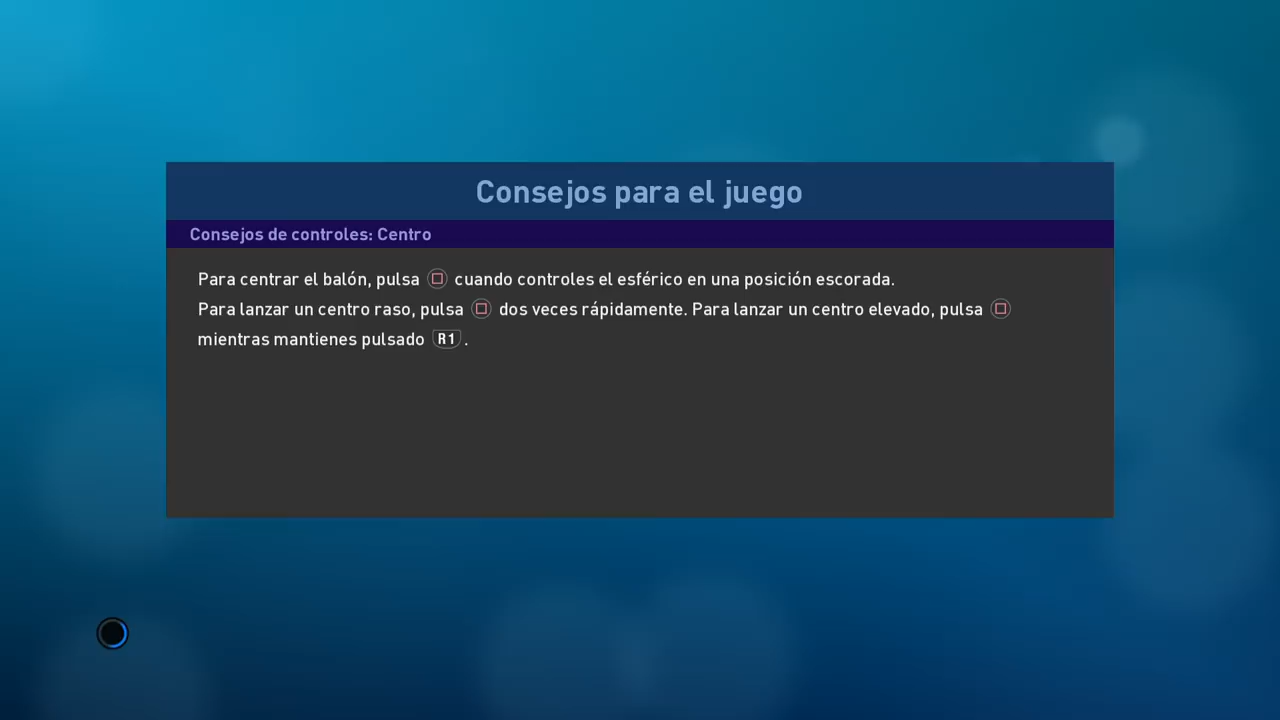 Consejos para el juego
Consejos de controles: Centro
Para centrar el balón, pulsa □ cuando controles el esférico en una posición escorada.
Para lanzar un centro raso, pulsa □ dos veces rápidamente. Para lanzar un centro elevado, pulsa □
mientras mantienes pulsado R1.